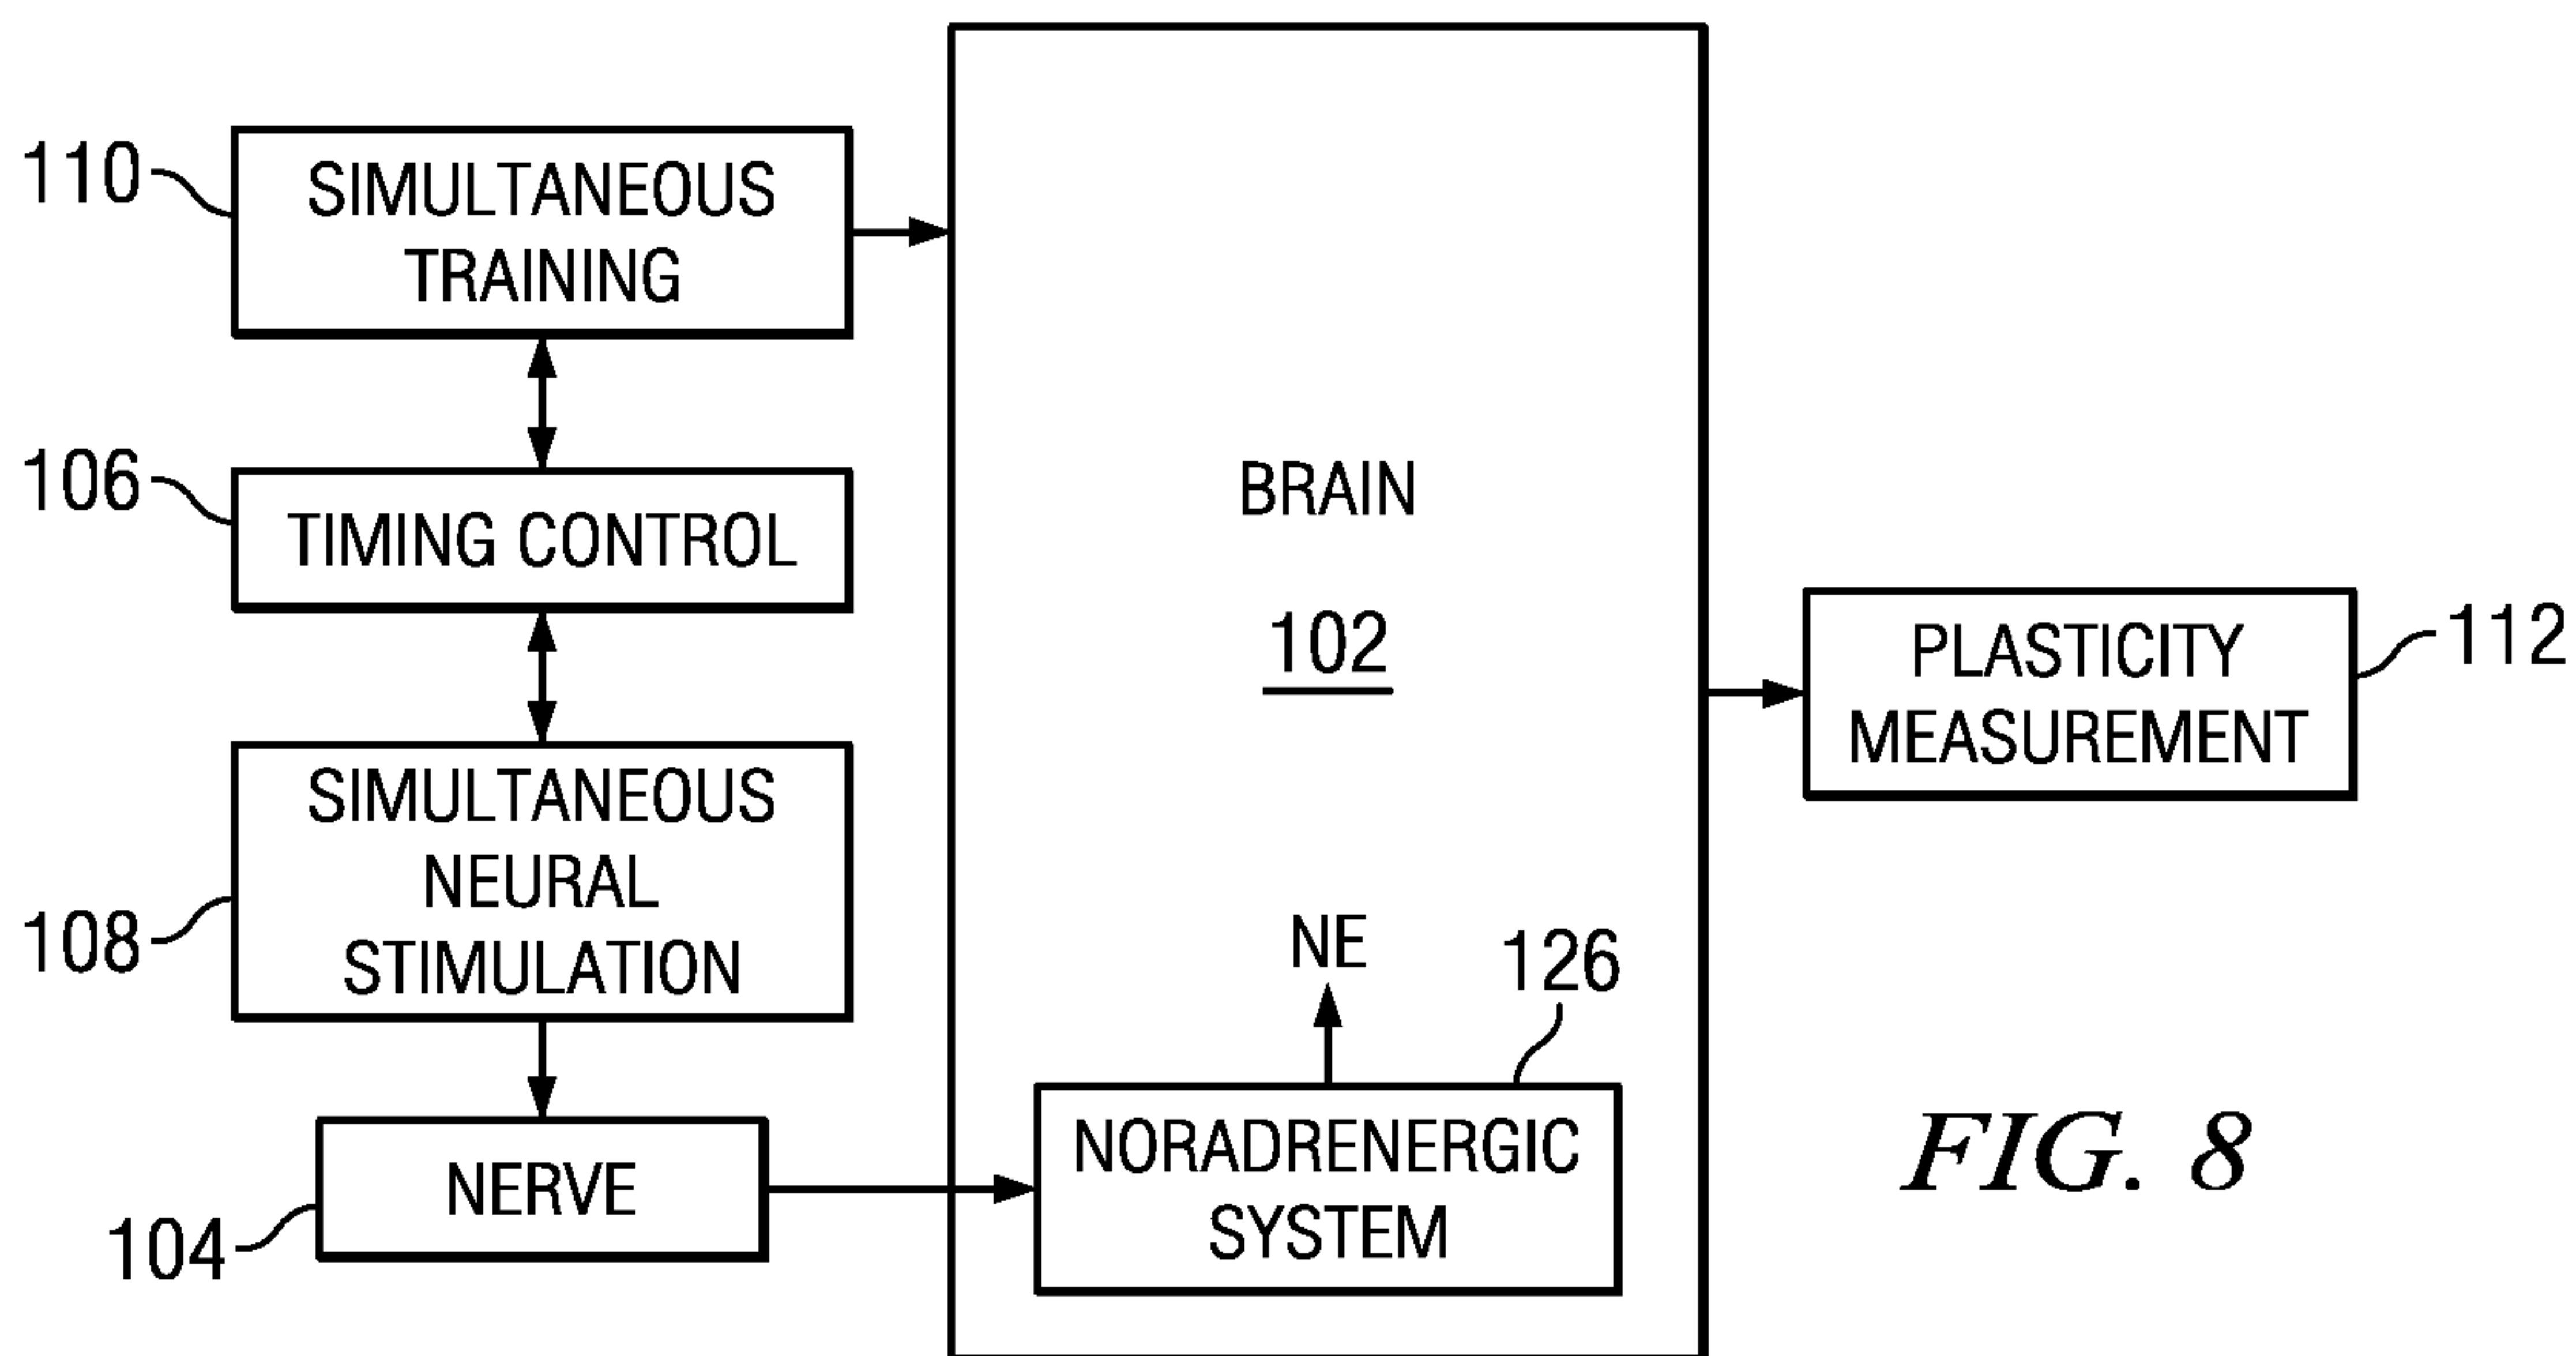 110
SIMULTANEOUS
TRAINING
106
TIMING CONTROL
108
SIMULTANEOUS
NEURAL
STIMULATION
104
NERVE
BRAIN
102
NE
126
NORADRENERGIC
SYSTEM
PLASTICITY
MEASUREMENT
112
FIG. 8